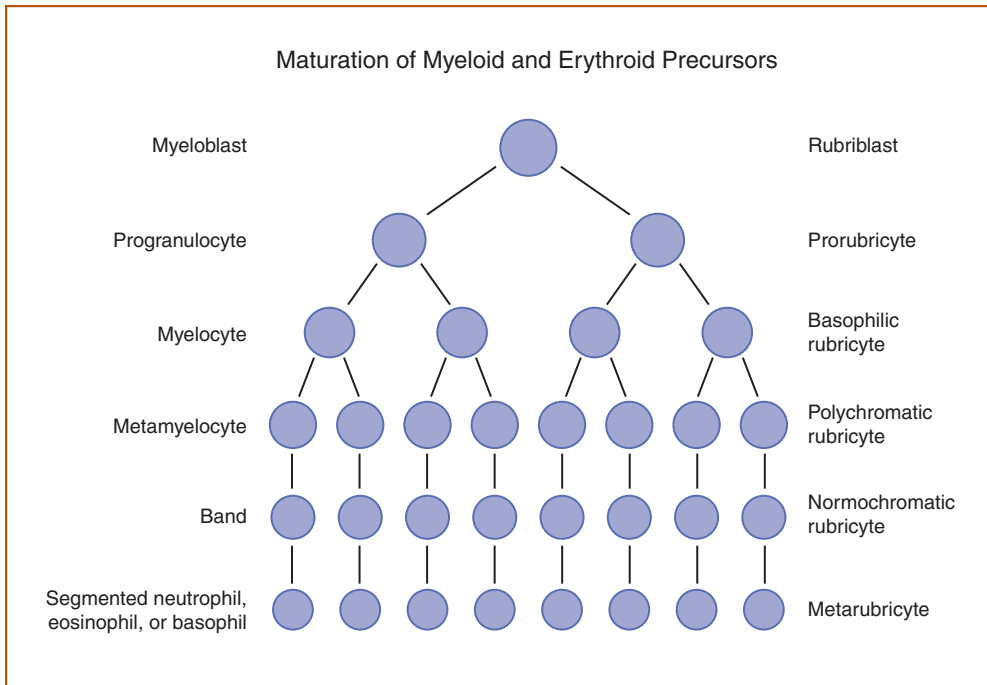 Maturation of Myeloid and Erythroid Precursors
Myeloblast
Rubriblast
Progranulocyte
Prorubricyte
Myelocyte
Basophilic
rubricyte
Metamyelocyte
Polychromatic
rubricyte
Band
Normochromatic
rubricyte
Segmented neutrophil,
eosinophil, or basophil
Metarubricyte